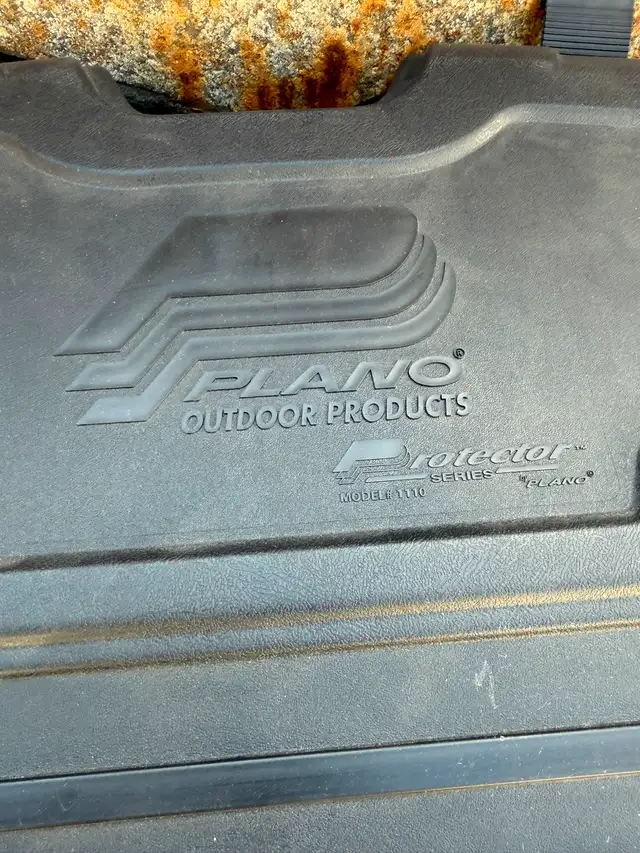 PLANO®
OUTDOOR PRODUCTS
Protector™
SERIES by PLANO®
MODEL# 1110